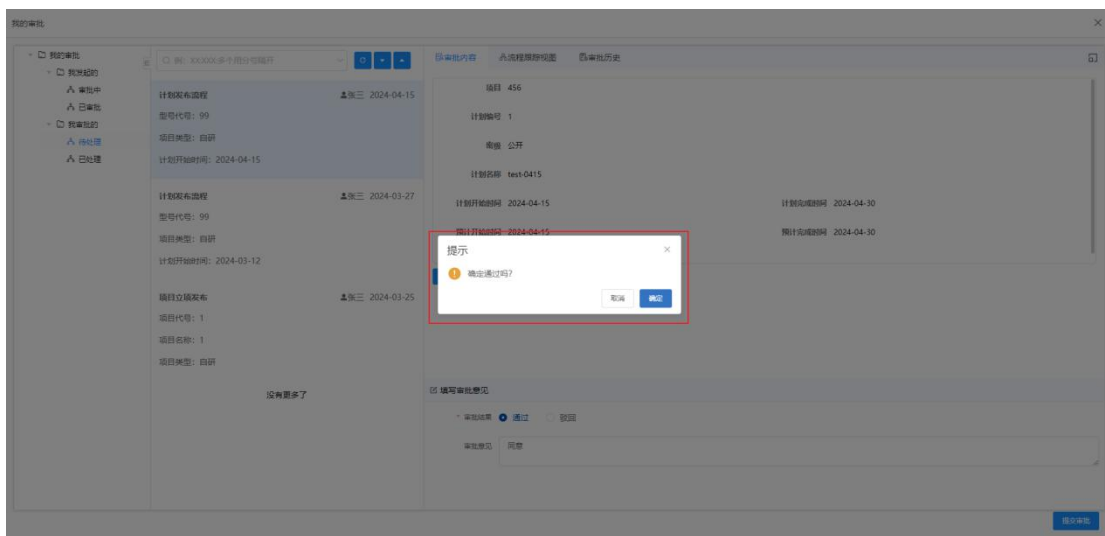 我的审批
我的审批
我发起的
审批中
已审批
我审批的
待处理
已处理
例：XX;XXX;多个用分号隔开
计划发布流程 张三 2024-04-15
型号代号：99
项目类型：自研
计划开始时间：2024-04-15
计划发布流程 张三 2024-03-27
型号代号：99
项目类型：自研
计划开始时间：2024-03-12
项目立项发布 张三 2024-03-25
项目代号：1
项目名称：1
项目类型：自研
没有更多了
审批内容 流程跟踪视图 审批历史
项目 456
计划编号 1
密级 公开
计划名称 test-0415
计划开始时间 2024-04-15 计划完成时间 2024-04-30
预计开始时间 2024-04-15 预计完成时间 2024-04-30
提示
确定通过吗?
取消 确定
填写审批意见
* 审批结果 通过 驳回
审批意见 同意
提交审批